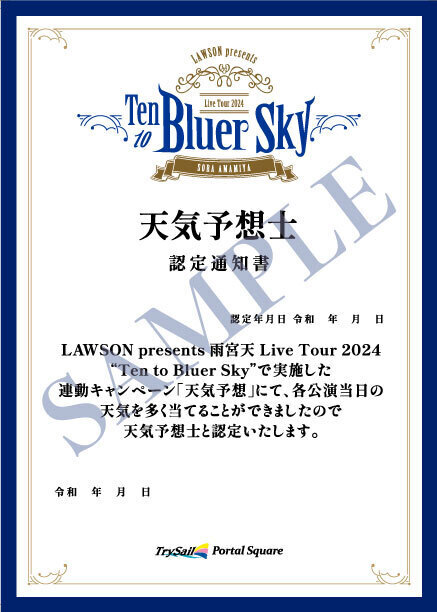 LAWSON presents
Live Tour 2024
Ten
10
Bluer Sky
SORA AMAMIYA
天気予想士
認定通知書
認定年月日 令和　年　月　日
LAWSON presents 雨宮天 Live Tour 2024
“Ten to Bluer Sky”で実施した
連動キャンペーン「天気予想」にて、各公演当日の
天気を多く当てることができましたので
天気予想士と認定いたします。
SAMPLE
令和　年　月　日
TrySail Portal Square